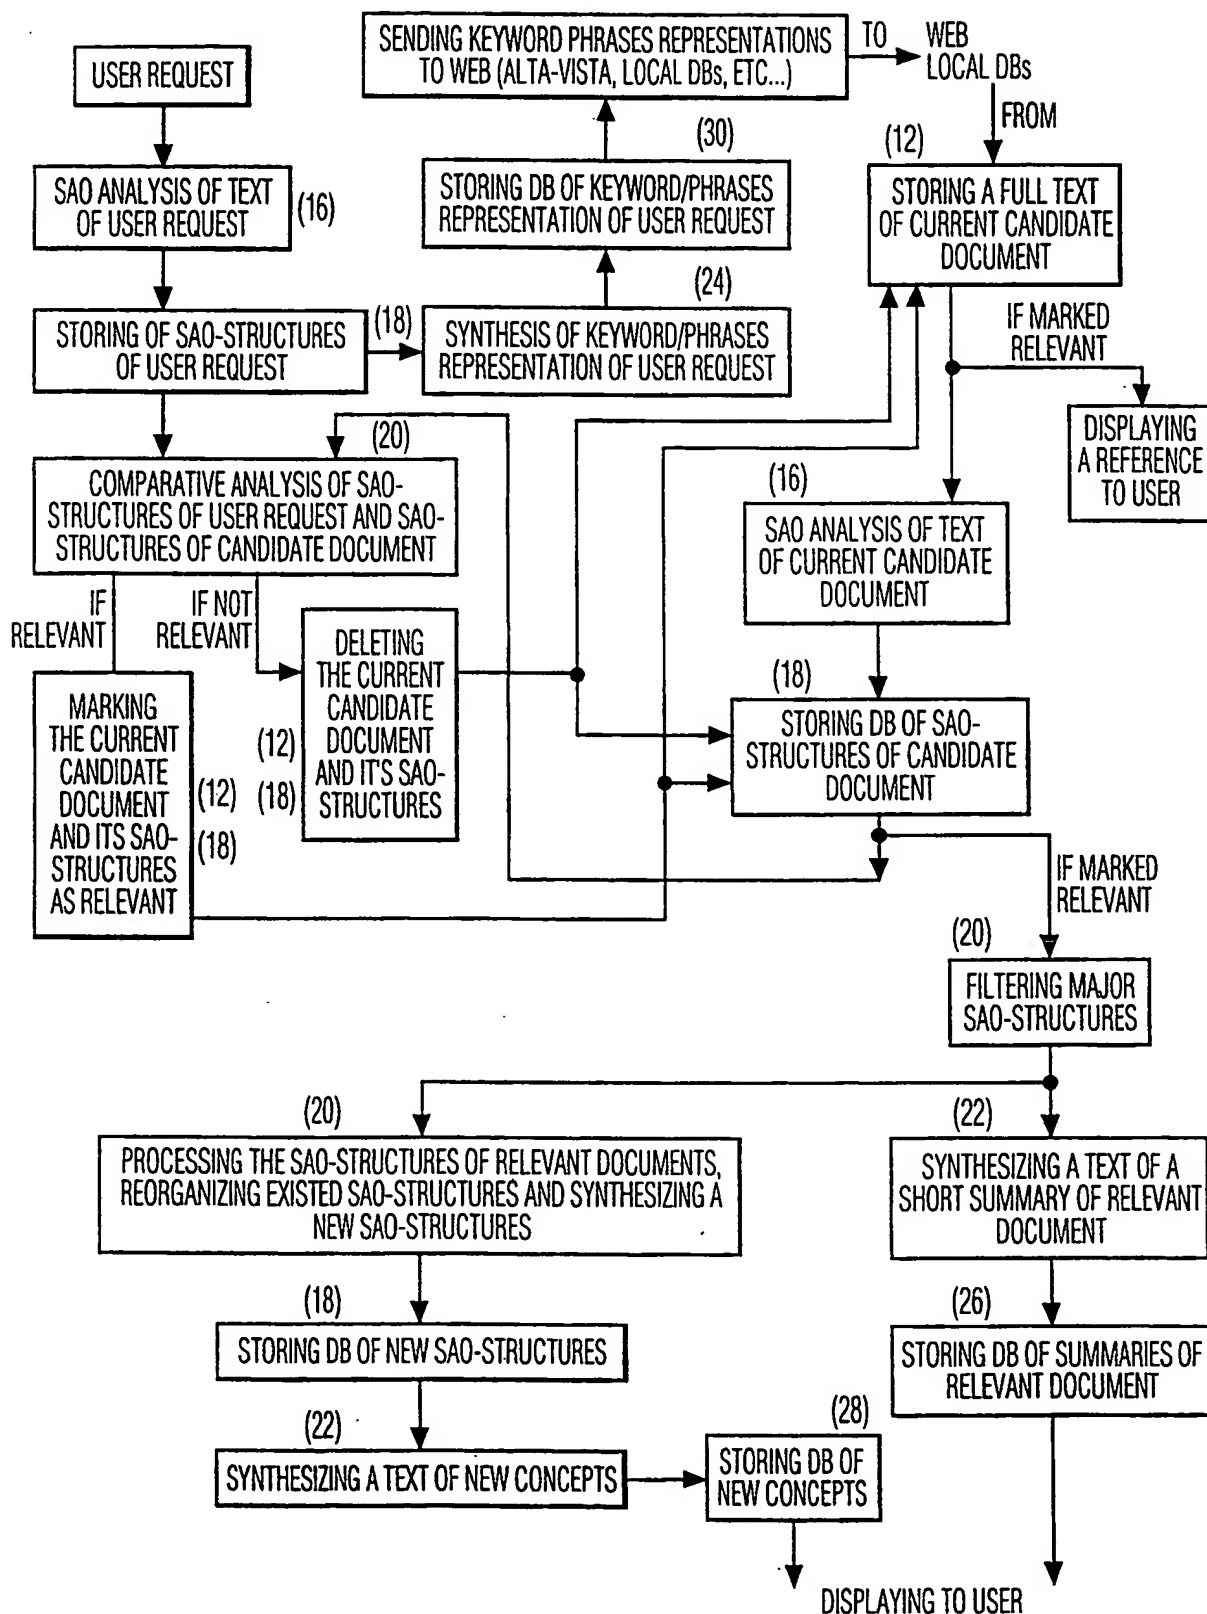 USER REQUEST
SENDING KEYWORD PHRASES REPRESENTATIONS
TO WEB (ALTA-VISTA, LOCAL DBs, ETC...)
TO
WEB
LOCAL DBs
FROM
SAO ANALYSIS OF TEXT
OF USER REQUEST
(16)
(30)
STORING DB OF KEYWORD/PHRASES
REPRESENTATION OF USER REQUEST
(12)
STORING A FULL TEXT
OF CURRENT CANDIDATE
DOCUMENT
STORING OF SAO-STRUCTURES
OF USER REQUEST
(18)
(24)
SYNTHESIS OF KEYWORD/PHRASES
REPRESENTATION OF USER REQUEST
IF MARKED
RELEVANT
DISPLAYING
A REFERENCE
TO USER
(20)
COMPARATIVE ANALYSIS OF SAO-
STRUCTURES OF USER REQUEST AND SAO-
STRUCTURES OF CANDIDATE DOCUMENT
(16)
SAO ANALYSIS OF TEXT
OF CURRENT CANDIDATE
DOCUMENT
IF
RELEVANT
IF NOT
RELEVANT
DELETING
THE CURRENT
CANDIDATE
DOCUMENT
AND IT'S SAO-
STRUCTURES
(12)
(18)
MARKING
THE CURRENT
CANDIDATE
DOCUMENT
AND ITS SAO-
STRUCTURES
AS RELEVANT
(12)
(18)
(18)
STORING DB OF SAO-
STRUCTURES OF CANDIDATE
DOCUMENT
IF MARKED
RELEVANT
(20)
FILTERING MAJOR
SAO-STRUCTURES
(20)
PROCESSING THE SAO-STRUCTURES OF RELEVANT DOCUMENTS,
REORGANIZING EXISTED SAO-STRUCTURES AND SYNTHESIZING A
NEW SAO-STRUCTURES
(22)
SYNTHESIZING A TEXT OF A
SHORT SUMMARY OF RELEVANT
DOCUMENT
(18)
STORING DB OF NEW SAO-STRUCTURES
(26)
STORING DB OF SUMMARIES OF
RELEVANT DOCUMENT
(22)
SYNTHESIZING A TEXT OF NEW CONCEPTS
(28)
STORING DB OF
NEW CONCEPTS
DISPLAYING TO USER